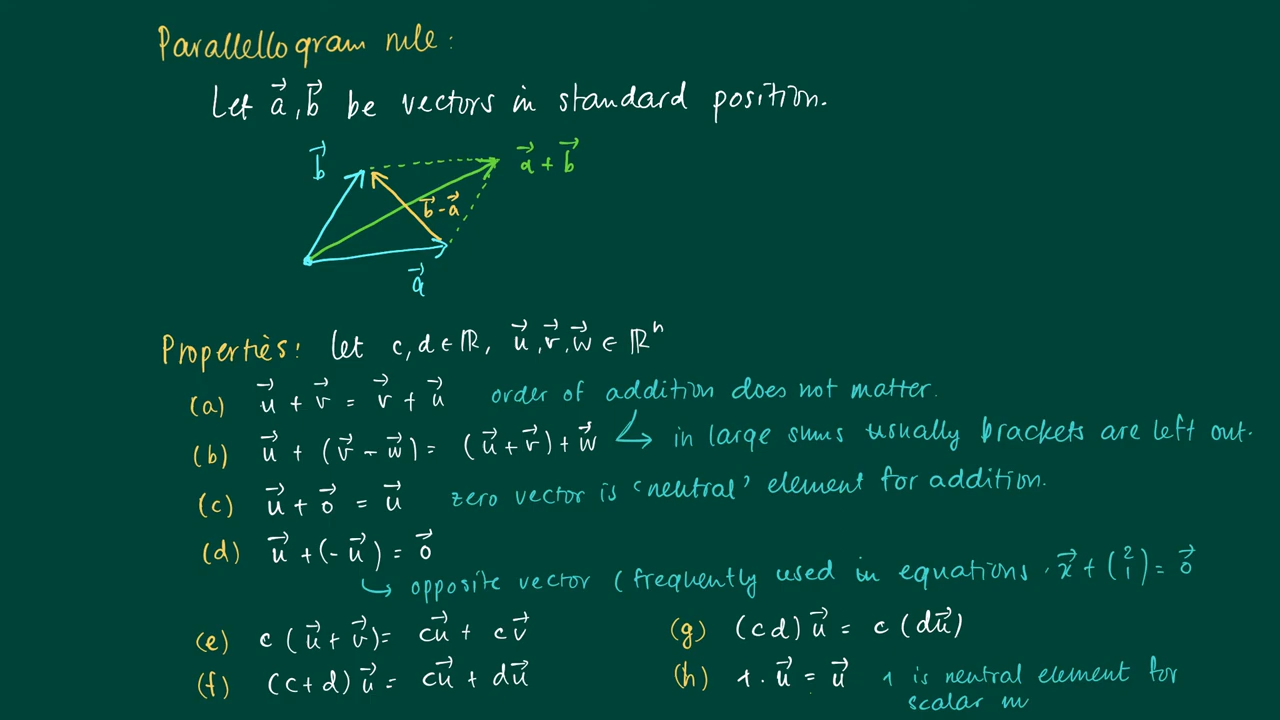 Parallellogram rule:
Let a⃗, b⃗ be vectors in standard position.
b⃗
a⃗ + b⃗
b⃗ - a⃗
a⃗
Properties: Let c, d ∈ ℝ, u⃗, v⃗, w⃗ ∈ ℝⁿ
(a) u⃗ + v⃗ = v⃗ + u⃗ order of addition does not matter.
(b) u⃗ + (v⃗ - w⃗) = (u⃗ + v⃗) + w⃗ ↳ in large sums usually brackets are left out.
(c) u⃗ + 0⃗ = u⃗ zero vector is 'neutral' element for addition.
(d) u⃗ + (-u⃗) = 0⃗
↳ opposite vector (frequently used in equations. x⃗ + (2 1) = 0⃗
(e) c(u⃗ + v⃗) = cu⃗ + cv⃗
(f) (c+d)u⃗ = cu⃗ + du⃗
(g) (cd)u⃗ = c(du⃗)
(h) 1. u⃗ = u⃗ 1 is neutral element for
scalar m